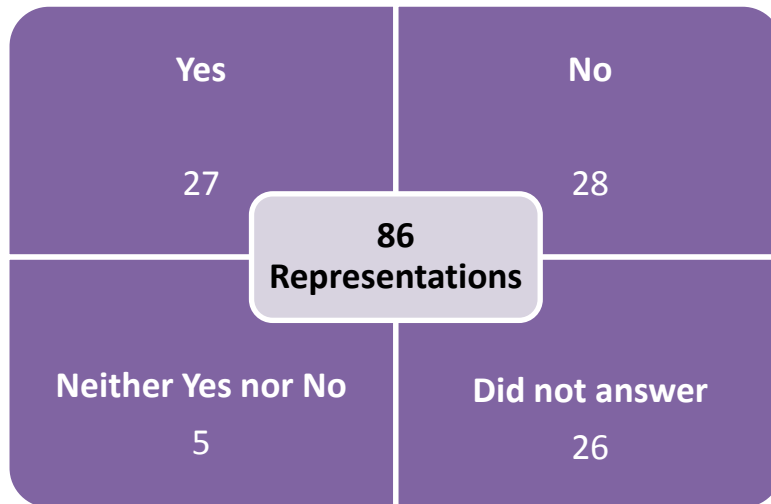 Yes
27
No
28
86
Representations
Neither Yes nor No
5
Did not answer
26